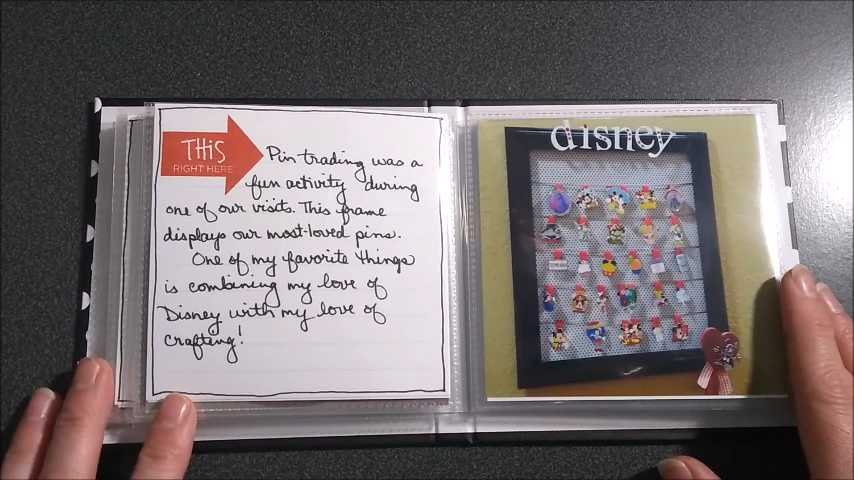 THiS
RIGHT HERE
Pin trading was a
fun activity during
one of our visits. This frame
displays our most-loved pins.
One of my favorite things
is combining my love of
Disney with my love of
crafting!
disney